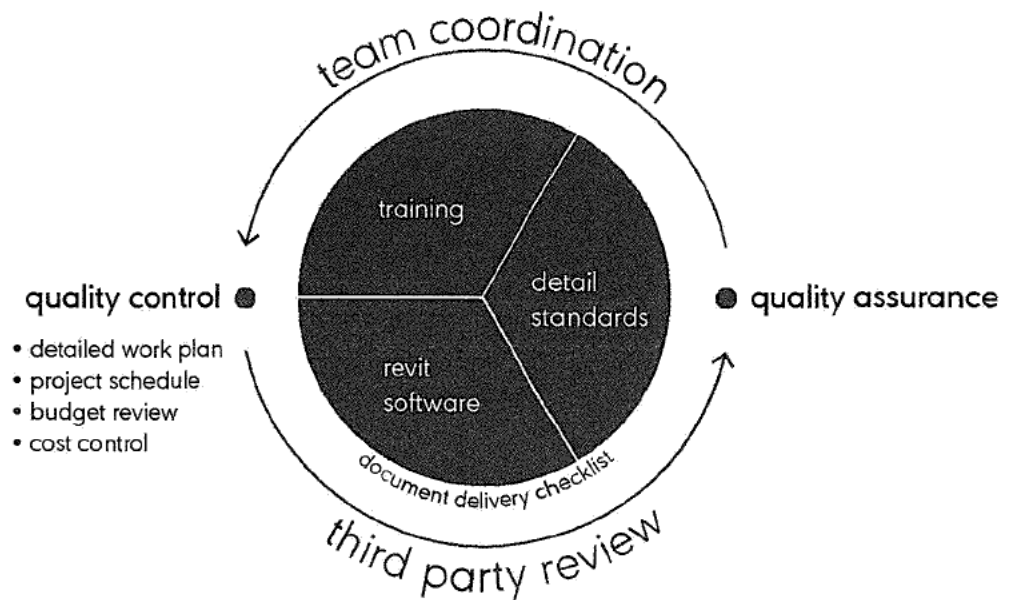 team coordination
training
detail
standards
quality control
quality assurance
• detailed work plan
• project schedule
• budget review
• cost control
revit
software
document delivery checklist
third party review